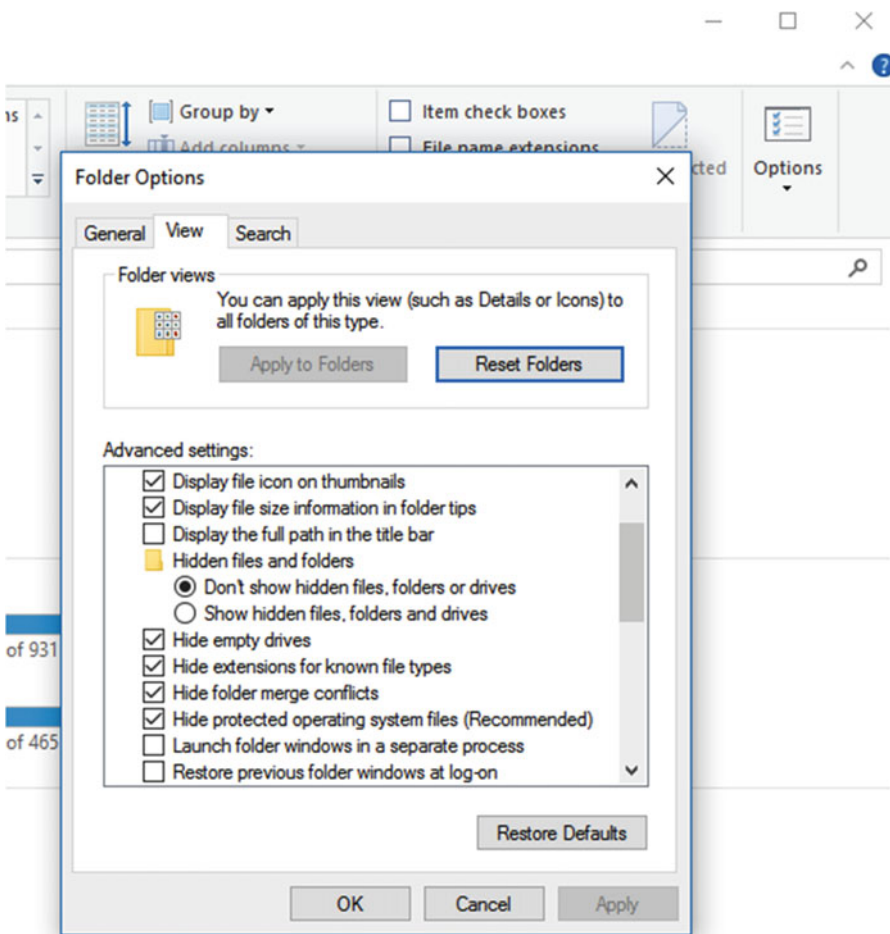 Group by
Item check boxes
Add columns
File name extensions
Options
Folder Options
General
View
Search
Folder views
You can apply this view (such as Details or Icons) to
all folders of this type.
Apply to Folders
Reset Folders
Advanced settings:
Display file icon on thumbnails
Display file size information in folder tips
Display the full path in the title bar
Hidden files and folders
Don't show hidden files, folders or drives
Show hidden files, folders and drives
Hide empty drives
of 931
Hide extensions for known file types
Hide folder merge conflicts
Hide protected operating system files (Recommended)
of 465
Launch folder windows in a separate process
Restore previous folder windows at log-on
Restore Defaults
OK
Cancel
Apply